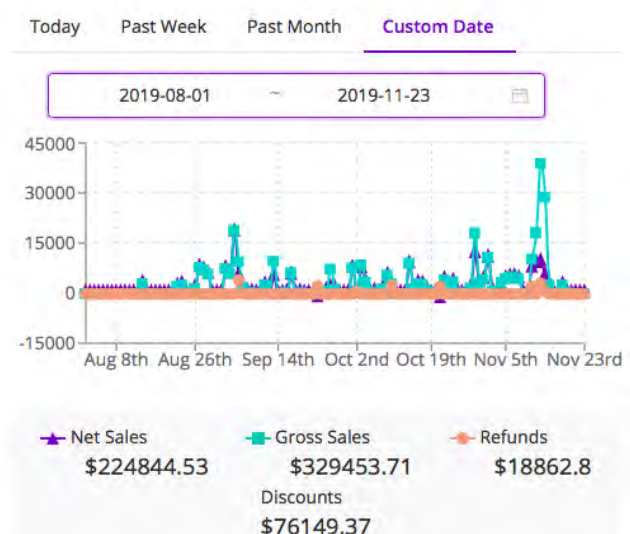 Today Past Week Past Month Custom Date
2019-08-01 ~ 2019-11-23
45000
30000
15000
0
-15000
Aug 8th Aug 26th Sep 14th Oct 2nd Oct 19th Nov 5th Nov 23rd
Net Sales Gross Sales Refunds
$224844.53 $329453.71 $18862.8
Discounts
$76149.37